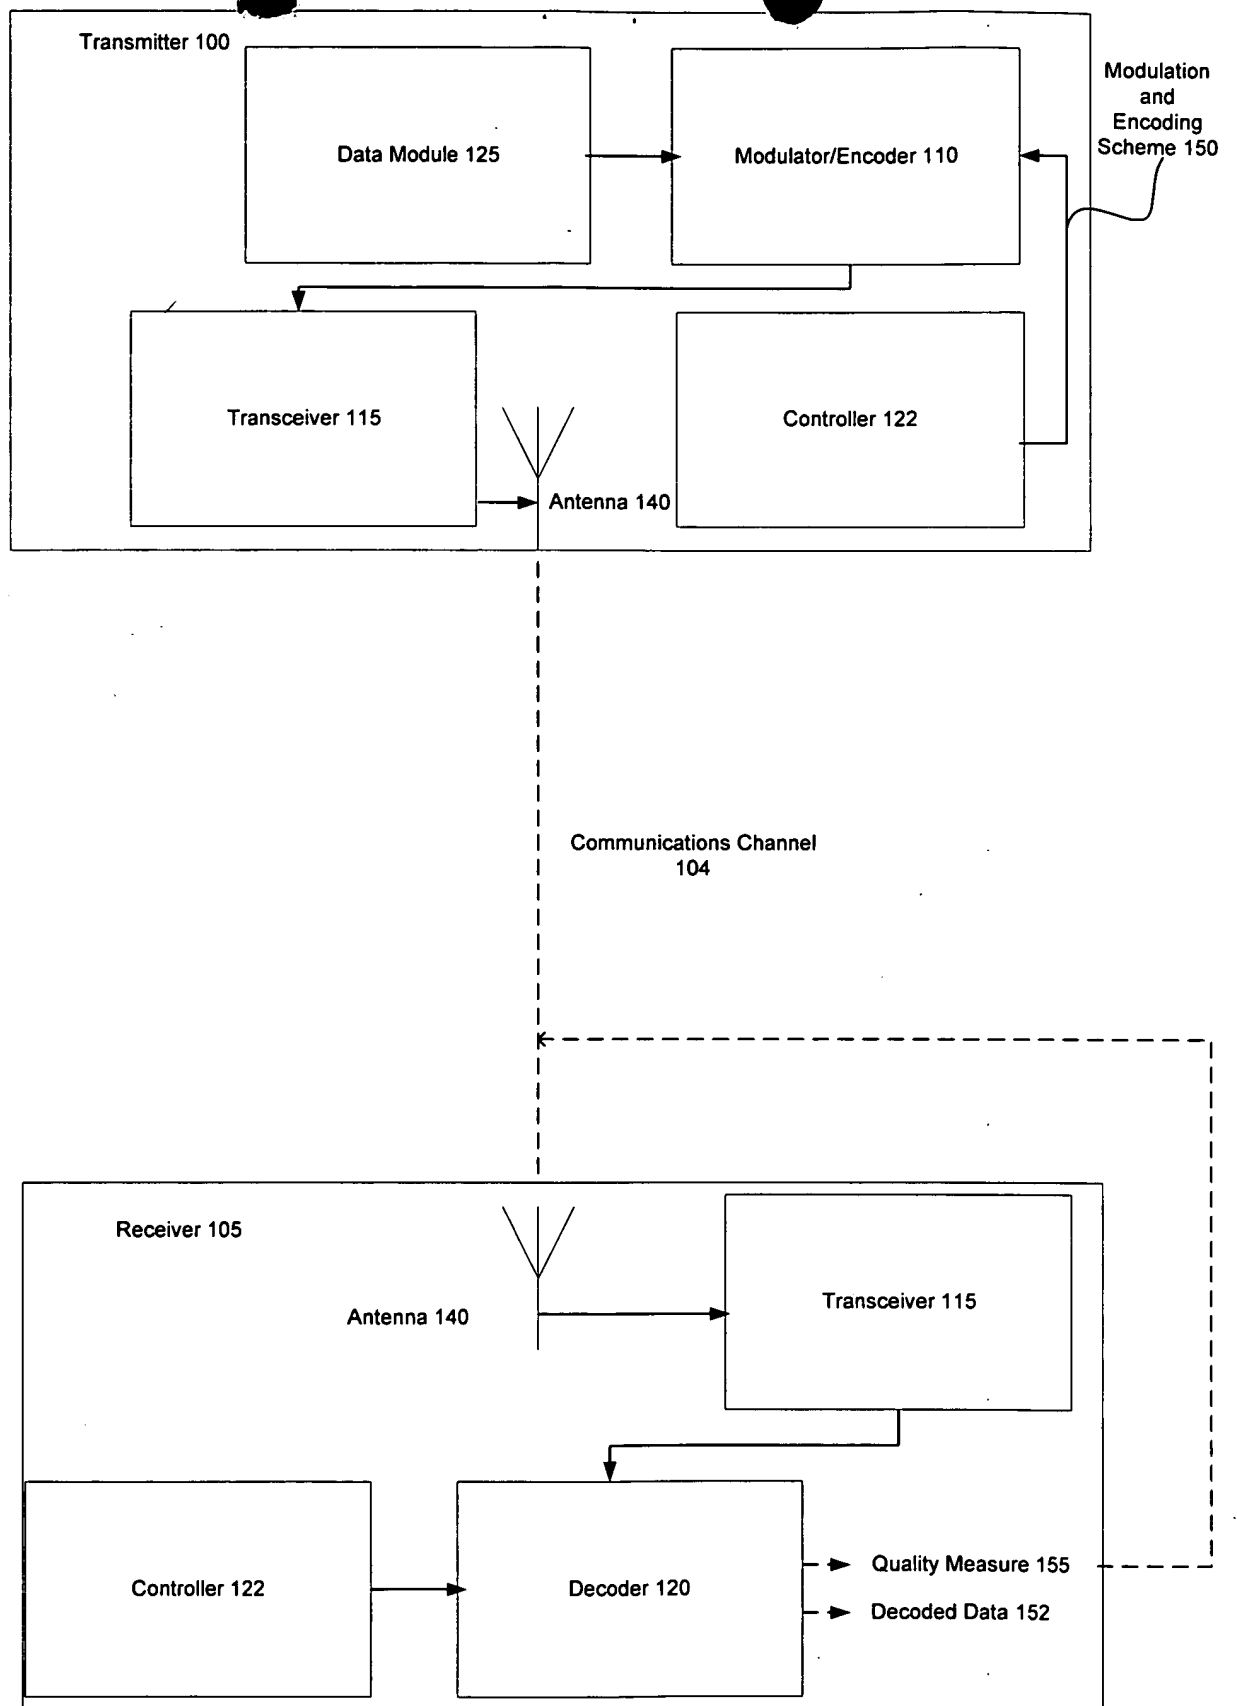 Transmitter 100
Modulation
and
Encoding
Scheme 150
Data Module 125
Modulator/Encoder 110
Transceiver 115
Controller 122
Antenna 140
Communications Channel
104
Receiver 105
Transceiver 115
Antenna 140
Controller 122
Decoder 120
Quality Measure 155
Decoded Data 152